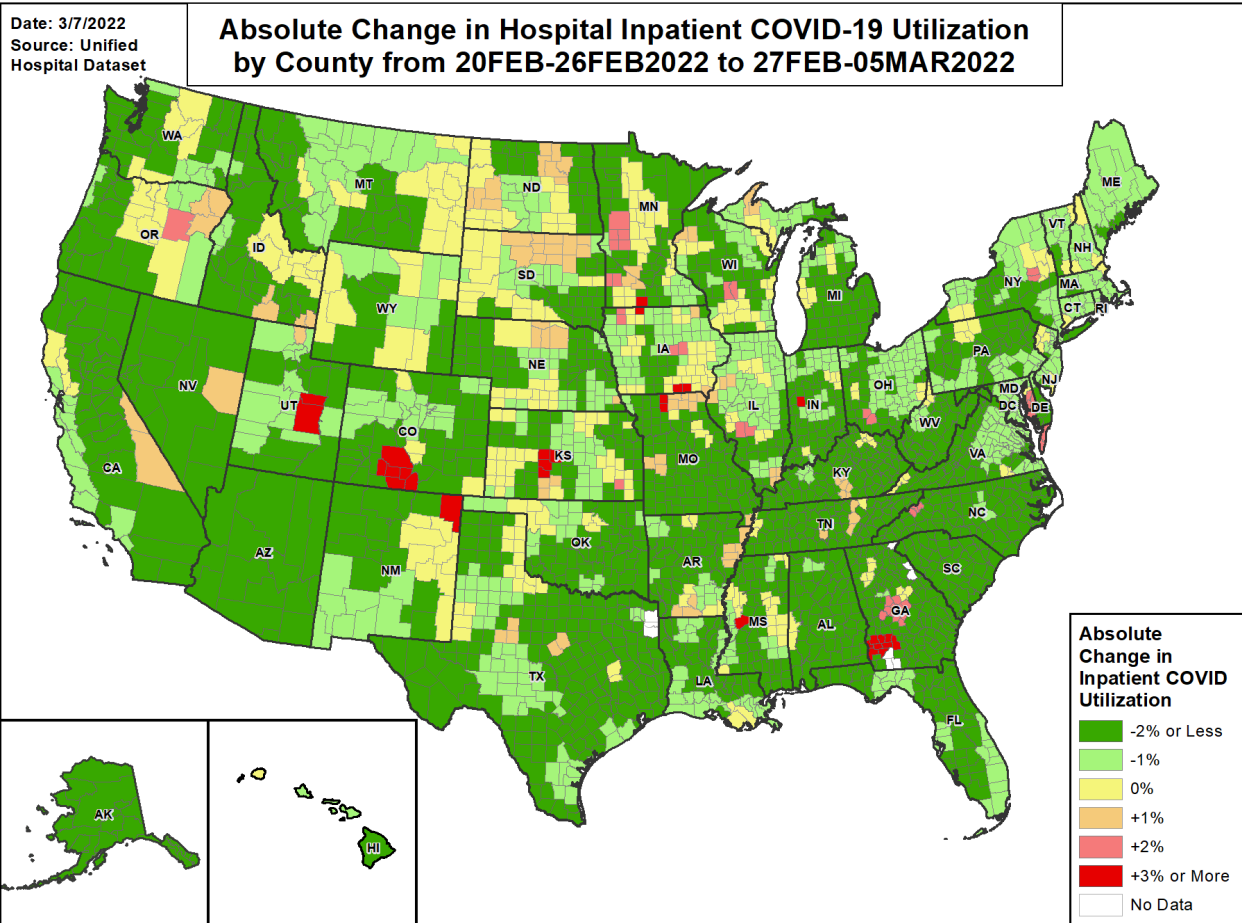 Date: 3/7/2022
Source: Unified
Hospital Dataset
Absolute Change in Hospital Inpatient COVID-19 Utilization
by County from 20FEB-26FEB2022 to 27FEB-05MAR2022
WA
MT
ND
MN
ME
VT
NH
OR
ID
SD
WI
NY
MA
MI
CT
RI
WY
IA
PA
NE
NJ
NV
UT
OH
MD
IL
IN
DC
DE
CO
WV
CA
KS
MO
VA
KY
NC
TN
OK
AZ
NM
AR
SC
GA
MS
AL
TX
LA
FL
AK
HI
Absolute
Change in
Inpatient COVID
Utilization
-2% or Less
-1%
0%
+1%
+2%
+3% or More
No Data